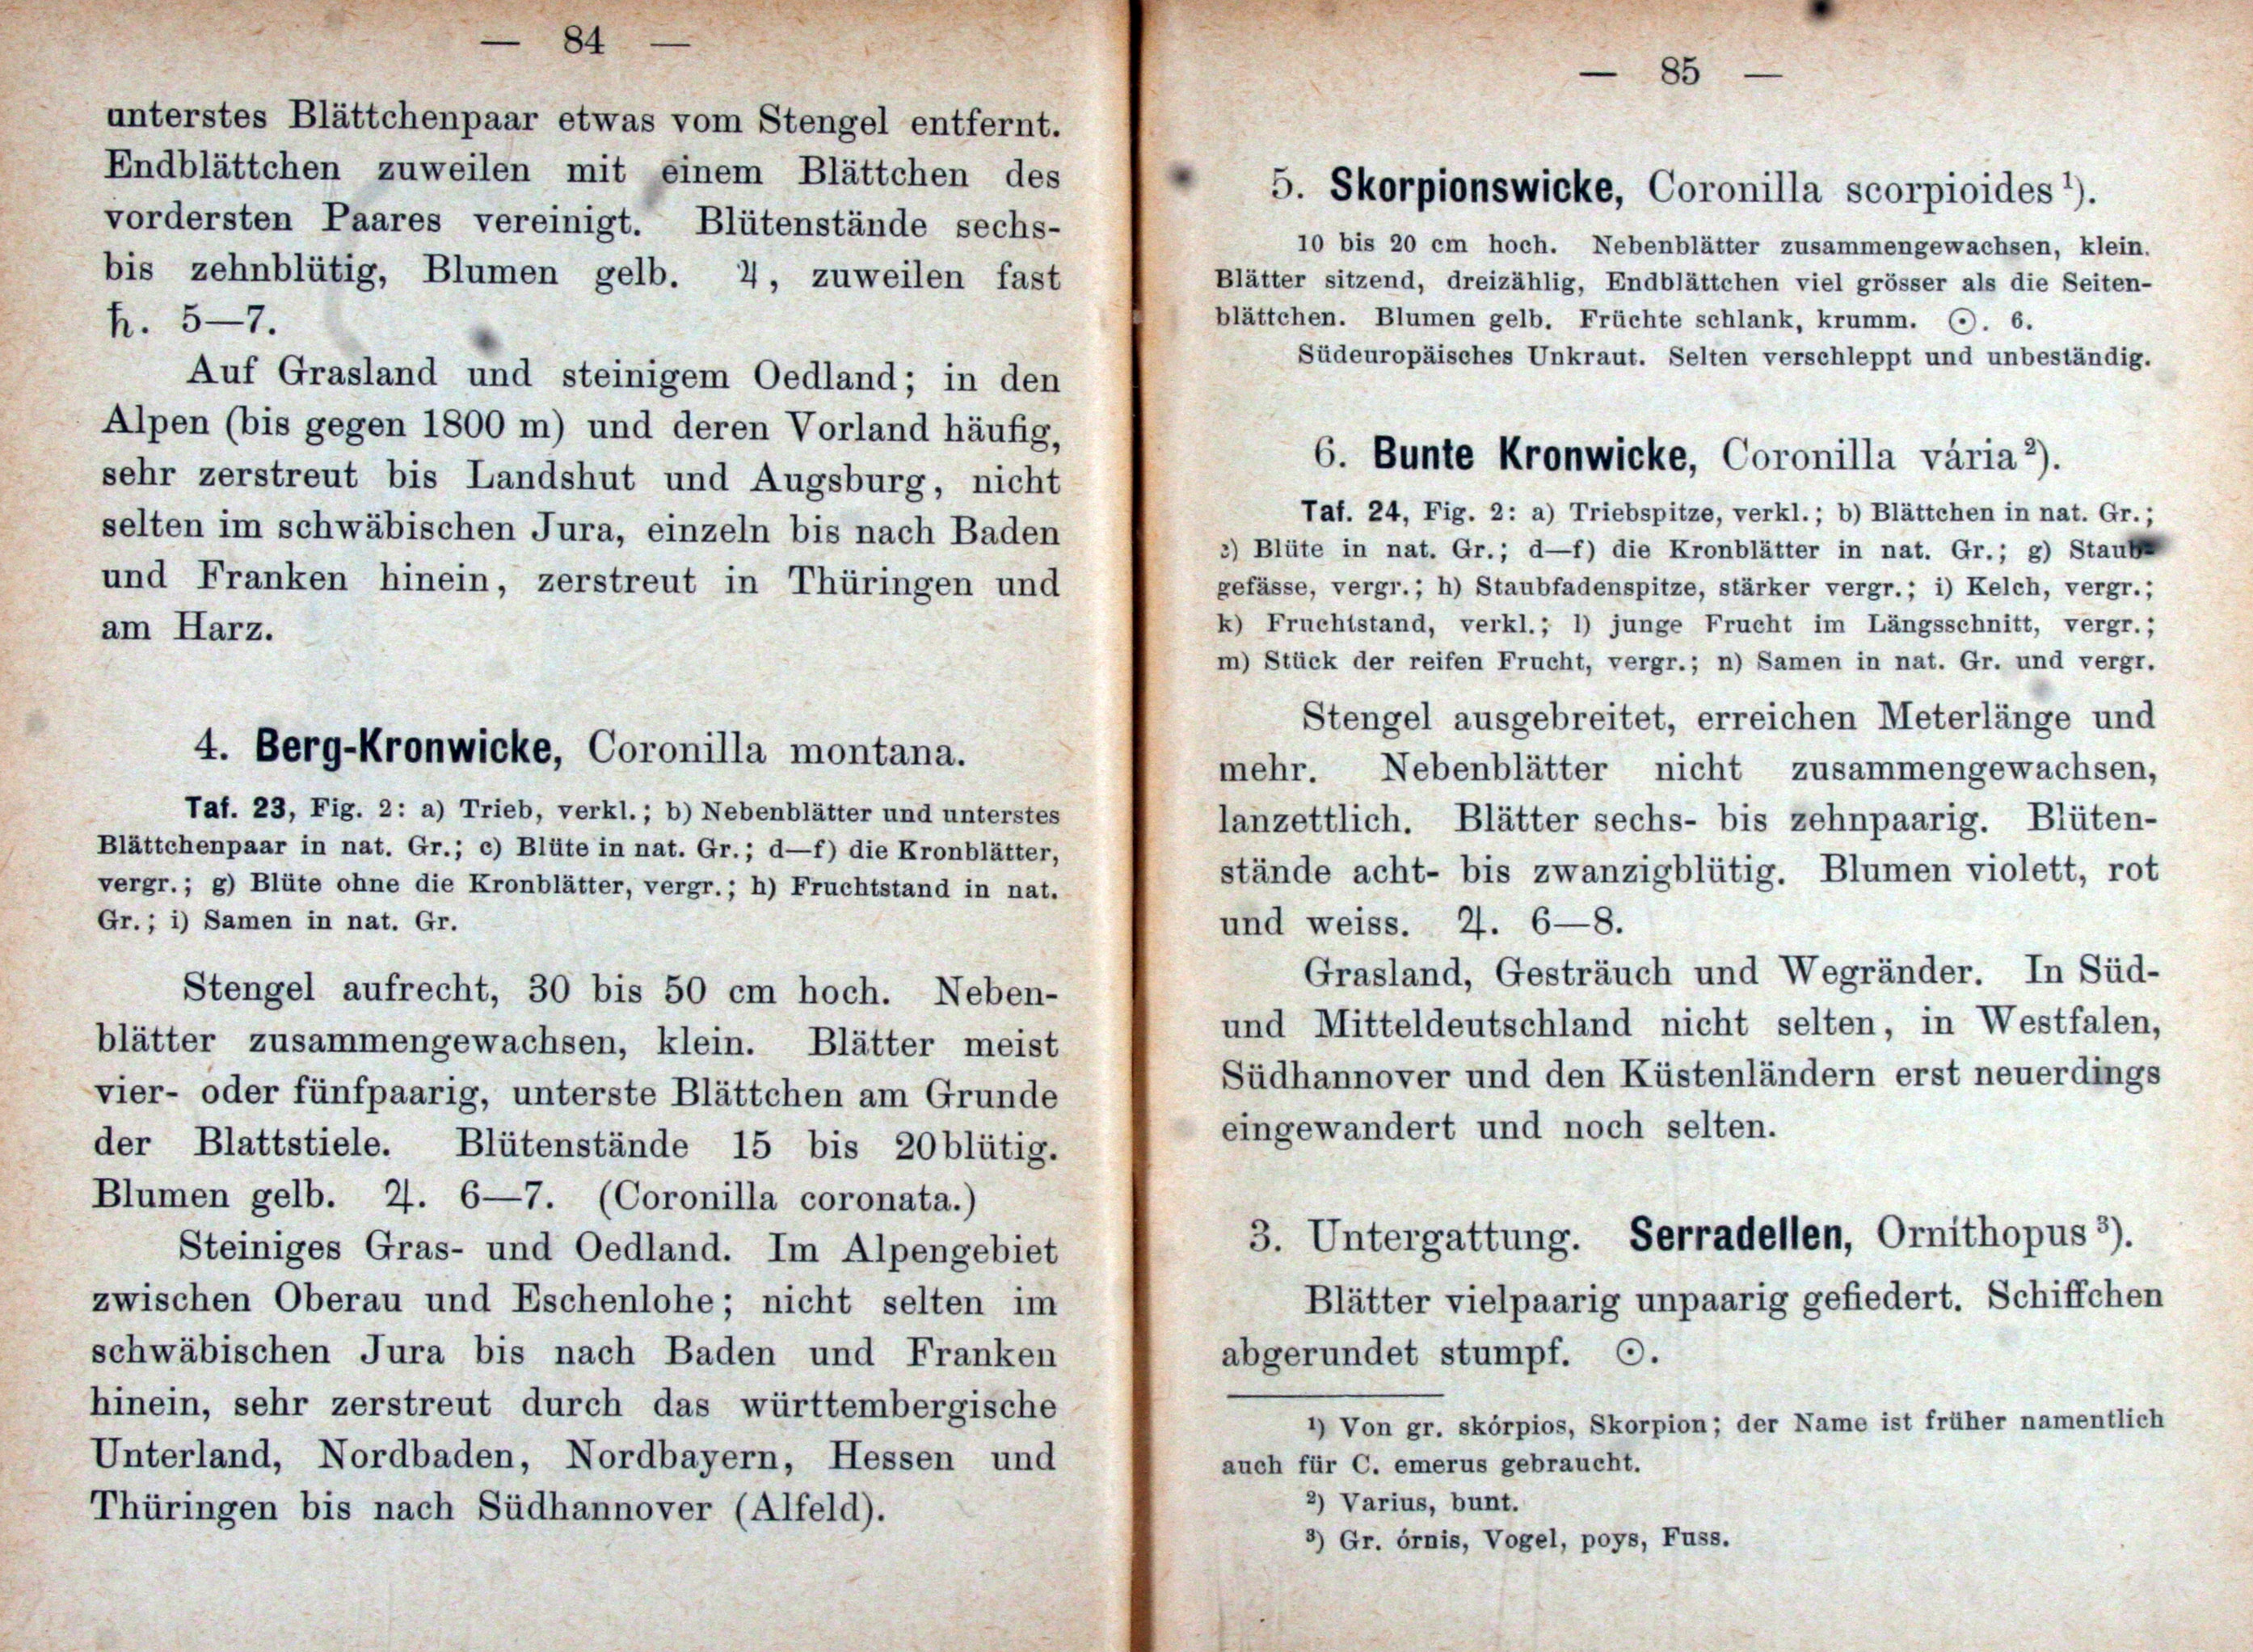 — 84 —
unterstes Blättchenpaar etwas vom Stengel entfernt.
Endblättchen zuweilen mit einem Blättchen des
vordersten Paares vereinigt. Blütenstände sechs-
bis zehnblütig, Blumen gelb. ♃, zuweilen fast
ђ. 5—7.
Auf Grasland und steinigem Oedland; in den
Alpen (bis gegen 1800 m) und deren Vorland häufig,
sehr zerstreut bis Landshut und Augsburg, nicht
selten im schwäbischen Jura, einzeln bis nach Baden
und Franken hinein, zerstreut in Thüringen und
am Harz.
4. Berg-Kronwicke, Coronilla montana.
Taf. 23, Fig. 2: a) Trieb, verkl.; b) Nebenblätter und unterstes
Blättchenpaar in nat. Gr.; c) Blüte in nat. Gr.; d—f) die Kronblätter,
vergr.; g) Blüte ohne die Kronblätter, vergr.; h) Fruchtstand in nat.
Gr.; i) Samen in nat. Gr.
Stengel aufrecht, 30 bis 50 cm hoch. Neben-
blätter zusammengewachsen, klein. Blätter meist
vier- oder fünfpaarig, unterste Blättchen am Grunde
der Blattstiele. Blütenstände 15 bis 20blütig.
Blumen gelb. ♃. 6—7. (Coronilla coronata.)
Steiniges Gras- und Oedland. Im Alpengebiet
zwischen Oberau und Eschenlohe; nicht selten im
schwäbischen Jura bis nach Baden und Franken
hinein, sehr zerstreut durch das württembergische
Unterland, Nordbaden, Nordbayern, Hessen und
Thüringen bis nach Südhannover (Alfeld).
— 85 —
5. Skorpionswicke, Coronilla scorpioides ¹).
10 bis 20 cm hoch. Nebenblätter zusammengewachsen, klein.
Blätter sitzend, dreizählig, Endblättchen viel grösser als die Seiten-
blättchen. Blumen gelb. Früchte schlank, krumm. ⊙. 6.
Südeuropäisches Unkraut. Selten verschleppt und unbeständig.
6. Bunte Kronwicke, Coronilla vária ²).
Taf. 24, Fig. 2: a) Triebspitze, verkl.; b) Blättchen in nat. Gr.;
c) Blüte in nat. Gr.; d—f) die Kronblätter in nat. Gr.; g) Staub-
gefässe, vergr.; h) Staubfadenspitze, stärker vergr.; i) Kelch, vergr.;
k) Fruchtstand, verkl.; l) junge Frucht im Längsschnitt, vergr.;
m) Stück der reifen Frucht, vergr.; n) Samen in nat. Gr. und vergr.
Stengel ausgebreitet, erreichen Meterlänge und
mehr. Nebenblätter nicht zusammengewachsen,
lanzettlich. Blätter sechs- bis zehnpaarig. Blüten-
stände acht- bis zwanzigblütig. Blumen violett, rot
und weiss. ♃. 6—8.
Grasland, Gesträuch und Wegränder. In Süd-
und Mitteldeutschland nicht selten, in Westfalen,
Südhannover und den Küstenländern erst neuerdings
eingewandert und noch selten.
3. Untergattung. Serradellen, Ornithopus ³).
Blätter vielpaarig unpaarig gefiedert. Schiffchen
abgerundet stumpf. ⊙.
¹) Von gr. skórpios, Skorpion; der Name ist früher namentlich
auch für C. emerus gebraucht.
²) Varius, bunt.
³) Gr. órnis, Vogel, poys, Fuss.